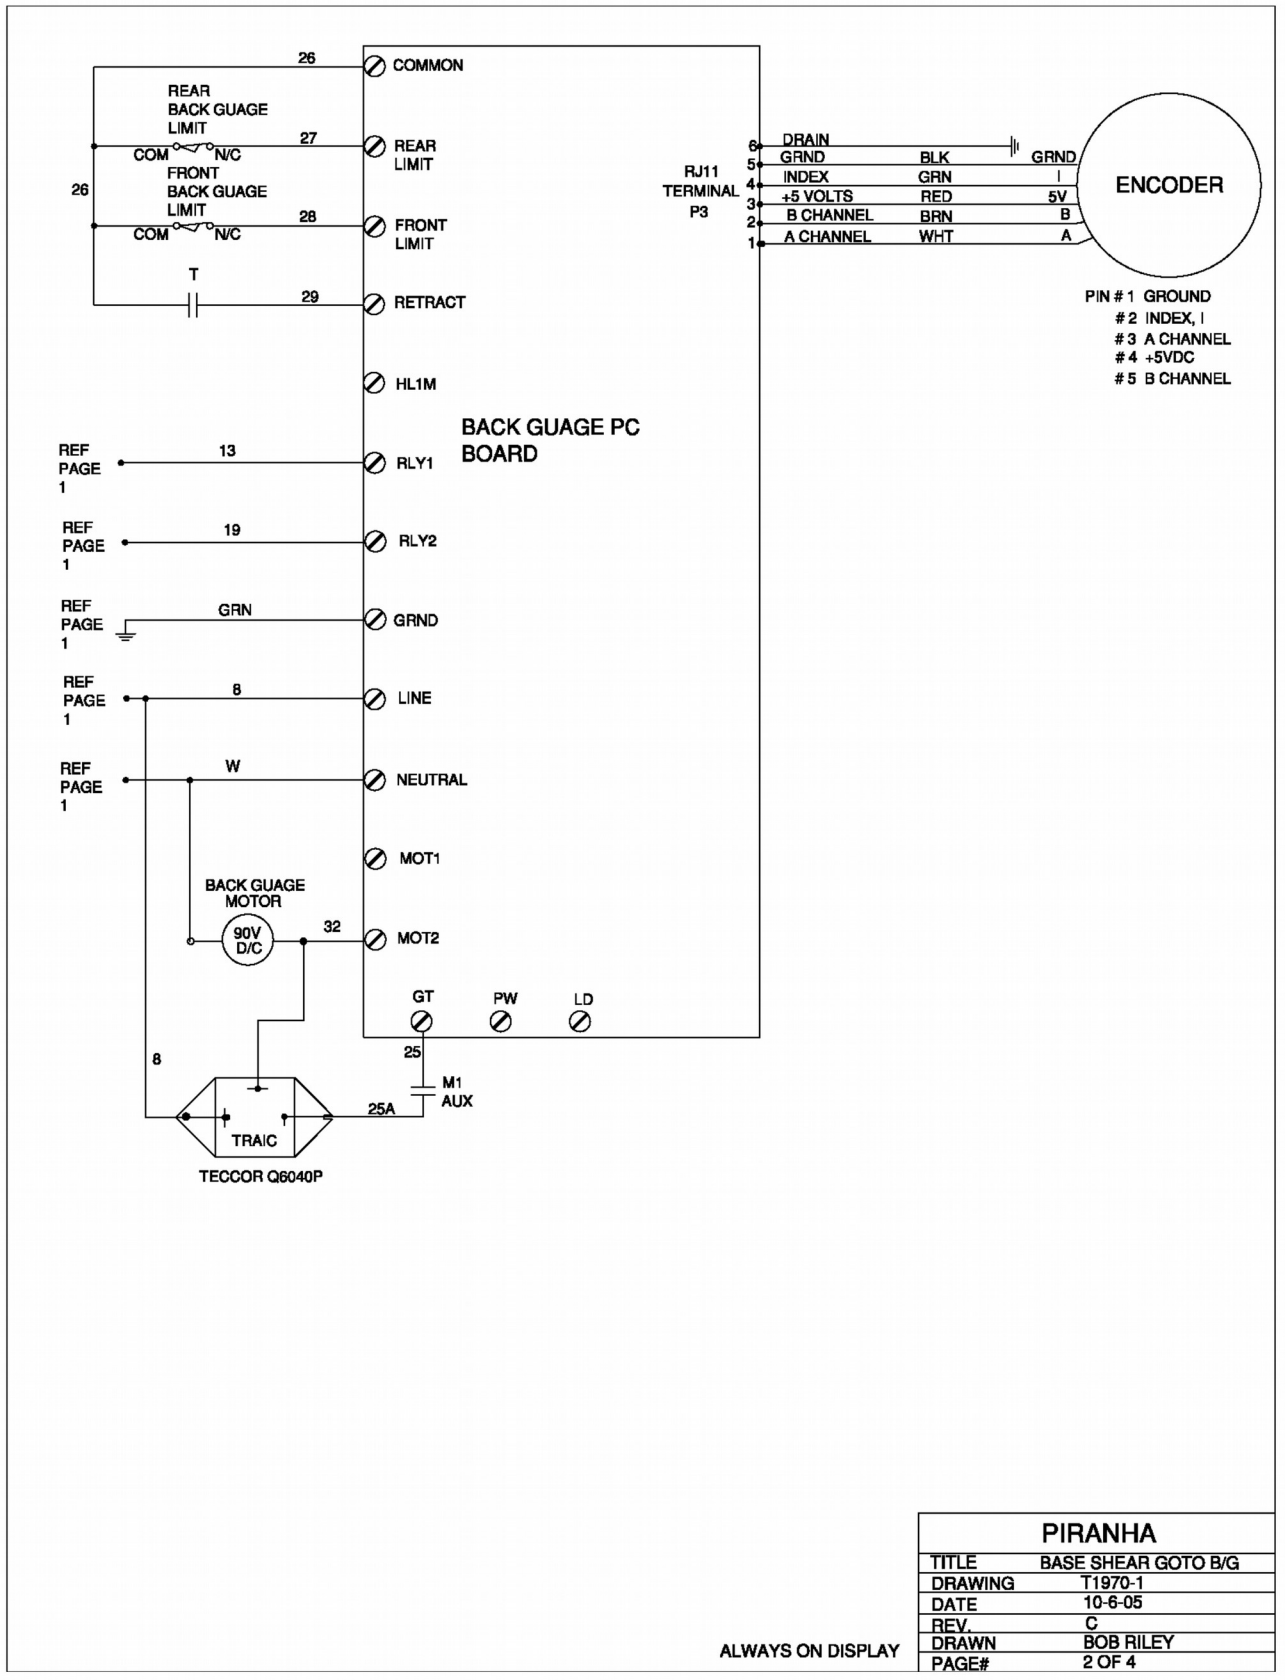 26
COMMON
REAR
BACK GUAGE
LIMIT
COM
N/C
27
REAR
LIMIT
26
FRONT
BACK GUAGE
LIMIT
COM
N/C
28
FRONT
LIMIT
T
29
RETRACT
HL1M
BACK GUAGE PC
BOARD
REF
PAGE
1
13
RLY1
REF
PAGE
1
19
RLY2
REF
PAGE
1
GRN
GRND
REF
PAGE
1
8
LINE
REF
PAGE
1
W
NEUTRAL
MOT1
BACK GUAGE
MOTOR
90V
D/C
32
MOT2
GT
PW
LD
25
M1
AUX
8
25A
TRAIC
TECCOR Q6040P
RJ11
TERMINAL
P3
6 DRAIN
5 GRND BLK GRND
4 INDEX GRN I
3 +5 VOLTS RED 5V
2 B CHANNEL BRN B
1 A CHANNEL WHT A
ENCODER
PIN # 1 GROUND
# 2 INDEX, I
# 3 A CHANNEL
# 4 +5VDC
# 5 B CHANNEL
ALWAYS ON DISPLAY
PIRANHA
TITLE BASE SHEAR GOTO B/G
DRAWING T1970-1
DATE 10-6-05
REV. C
DRAWN BOB RILEY
PAGE# 2 OF 4